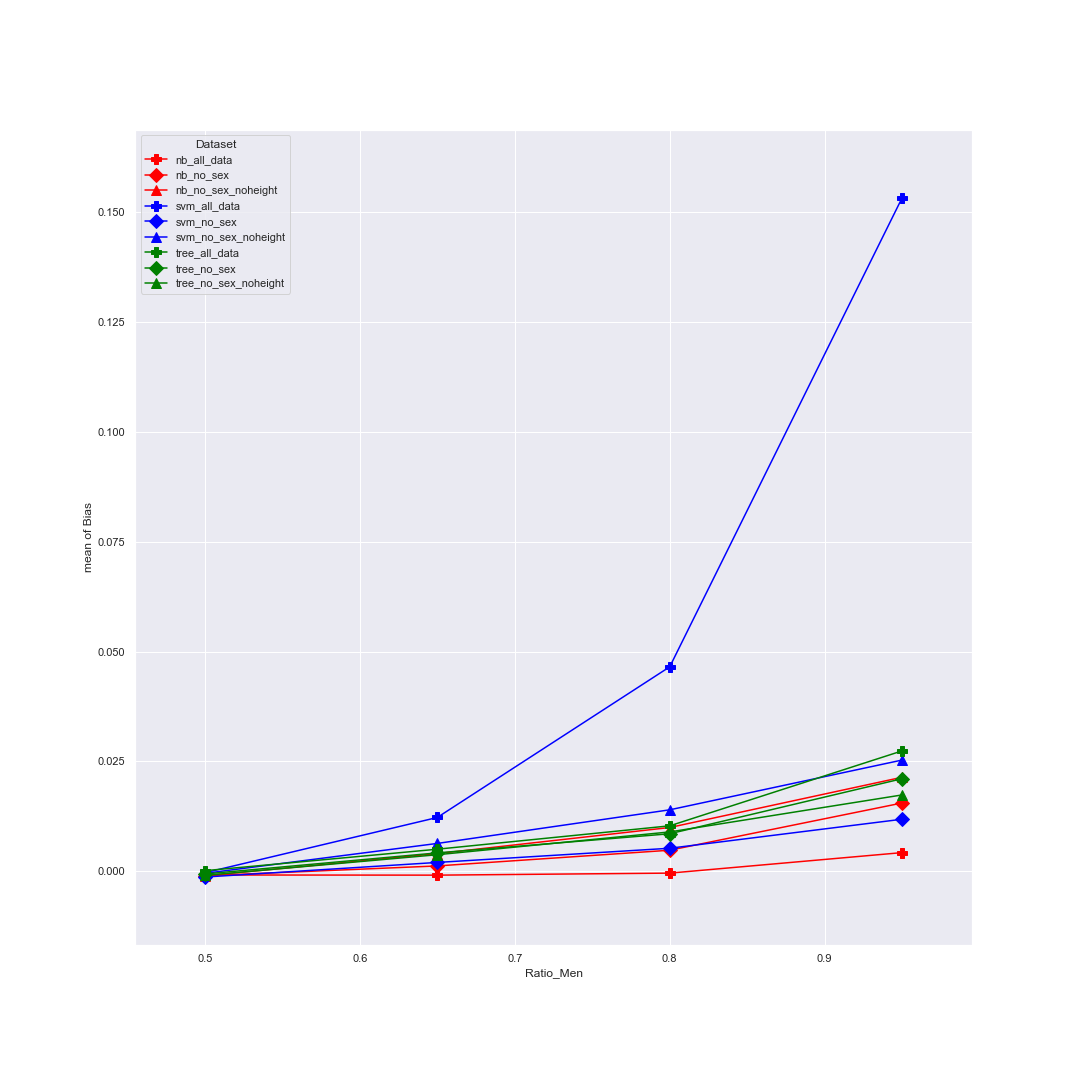 Dataset
nb_all_data
nb_no_sex
nb_no_sex_noheight
svm_all_data
svm_no_sex
svm_no_sex_noheight
tree_all_data
tree_no_sex
tree_no_sex_noheight
0.150
0.125
0.100
0.075
0.050
0.025
0.000
mean of Bias
0.5 0.6 0.7 0.8 0.9
Ratio_Men